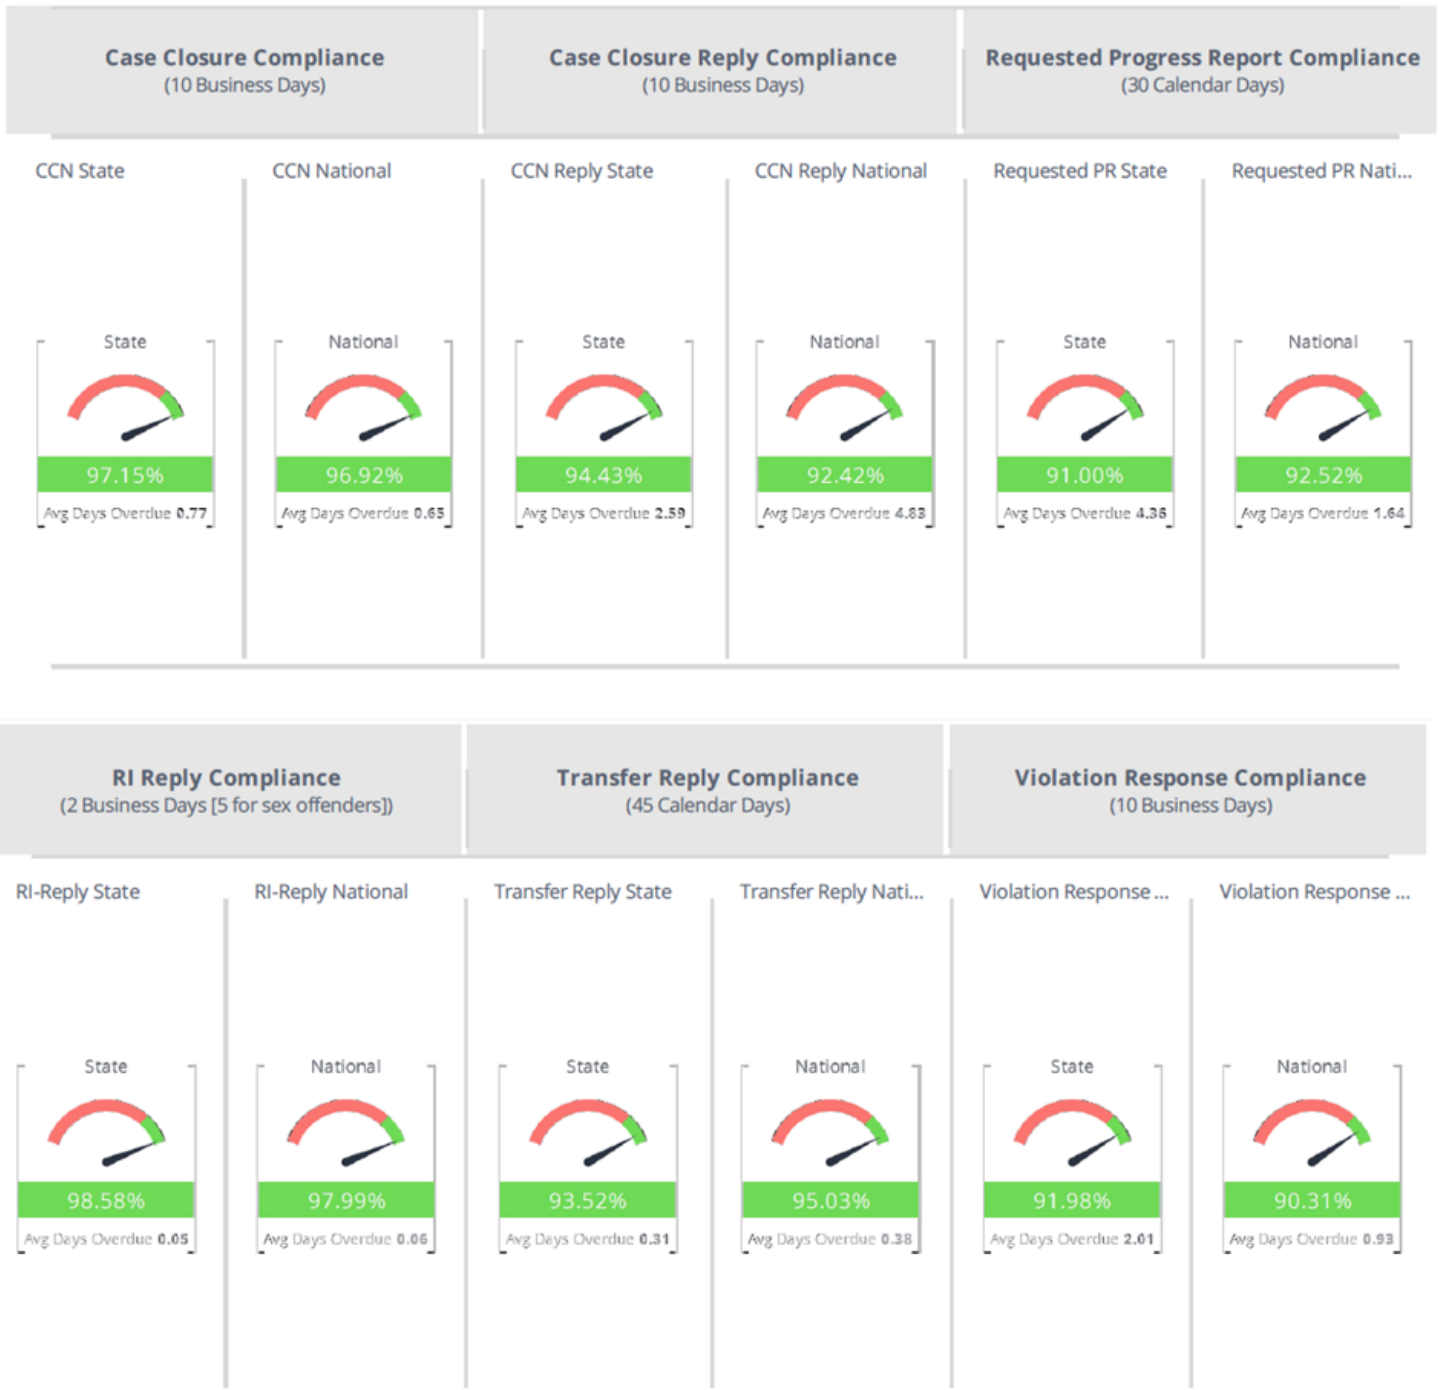 Case Closure Compliance
(10 Business Days)
Case Closure Reply Compliance
(10 Business Days)
Requested Progress Report Compliance
(30 Calendar Days)
CCN State
CCN National
CCN Reply State
CCN Reply National
Requested PR State
Requested PR Nati...
State
National
State
National
State
National
97.15%
96.92%
94.43%
92.42%
91.00%
92.52%
Avg Days Overdue 0.77
Avg Days Overdue 0.65
Avg Days Overdue 2.59
Avg Days Overdue 4.83
Avg Days Overdue 4.36
Avg Days Overdue 1.64
RI Reply Compliance
(2 Business Days [5 for sex offenders])
Transfer Reply Compliance
(45 Calendar Days)
Violation Response Compliance
(10 Business Days)
RI-Reply State
RI-Reply National
Transfer Reply State
Transfer Reply Nati...
Violation Response ...
Violation Response ...
State
National
State
National
State
National
98.58%
97.99%
93.52%
95.03%
91.98%
90.31%
Avg Days Overdue 0.05
Avg Days Overdue 0.06
Avg Days Overdue 0.31
Avg Days Overdue 0.38
Avg Days Overdue 2.01
Avg Days Overdue 0.93